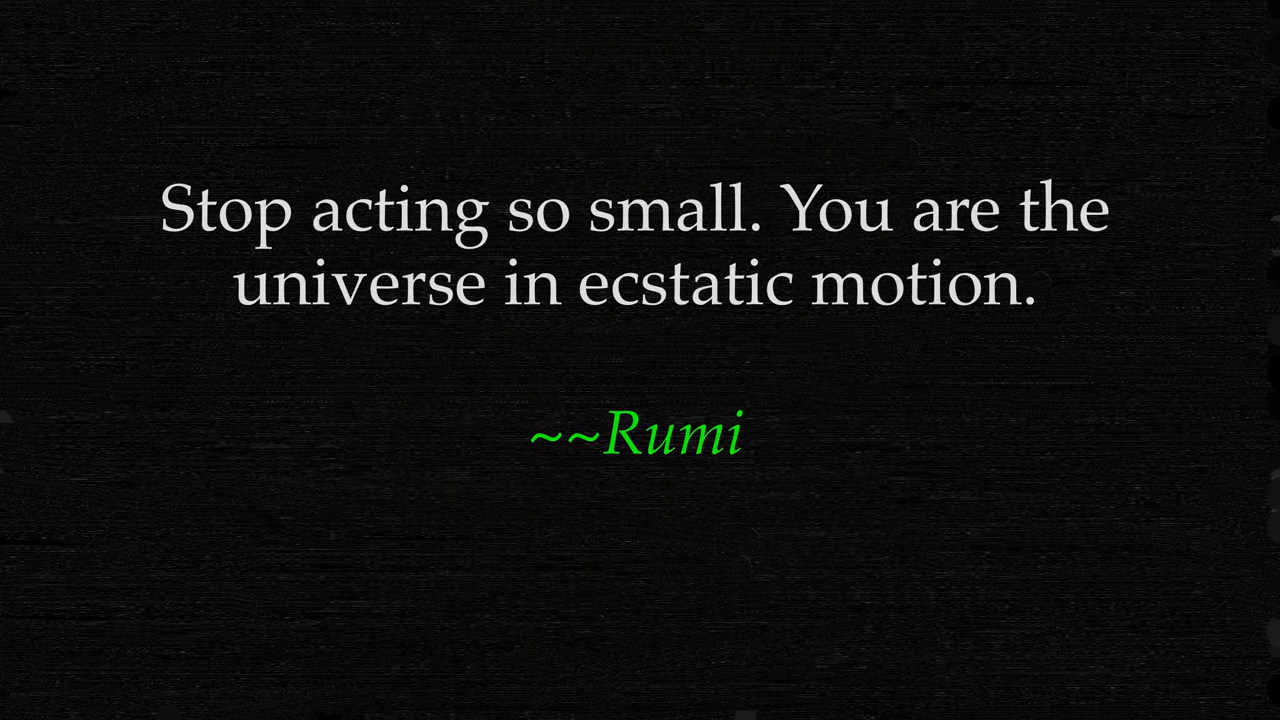 Stop acting so small. You are the
universe in ecstatic motion.
~~Rumi